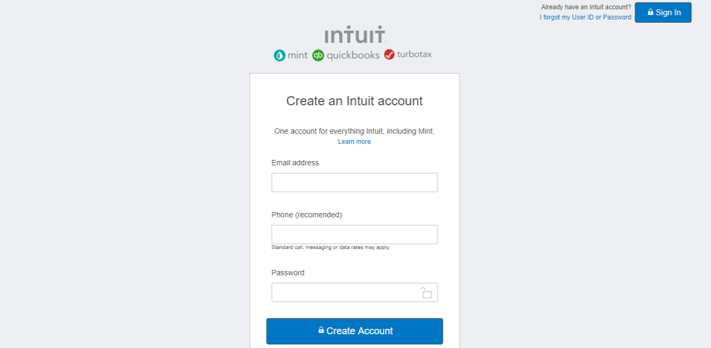 Already have an Intuit account?
I forgot my User ID or Password
Sign In
intuit
mint quickbooks turbotax
Create an Intuit account
One account for everything Intuit, including Mint.
Learn more
Email address
Phone (recomended)
Standard call, messaging or data rates may apply.
Password
Create Account